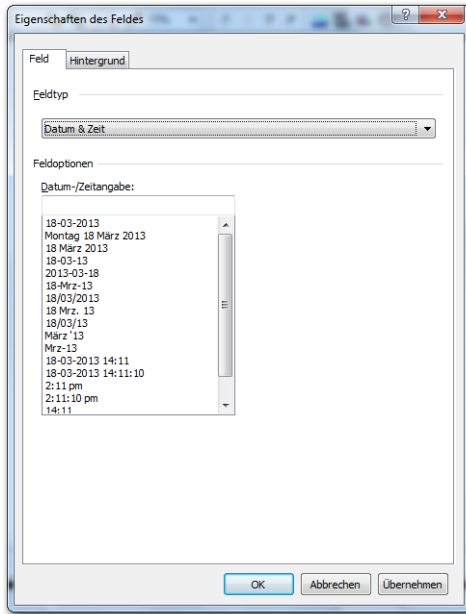 Eigenschaften des Feldes
Feld Hintergrund
Feldtyp
Datum & Zeit
Feldoptionen
Datum-/Zeitangabe:
18-03-2013
Montag 18 März 2013
18 März 2013
18-03-13
2013-03-18
18-Mrz-13
18/03/2013
18 Mrz. 13
18/03/13
März '13
Mrz-13
18-03-2013 14:11
18-03-2013 14:11:10
2:11 pm
2:11:10 pm
14:11
OK Abbrechen Übernehmen